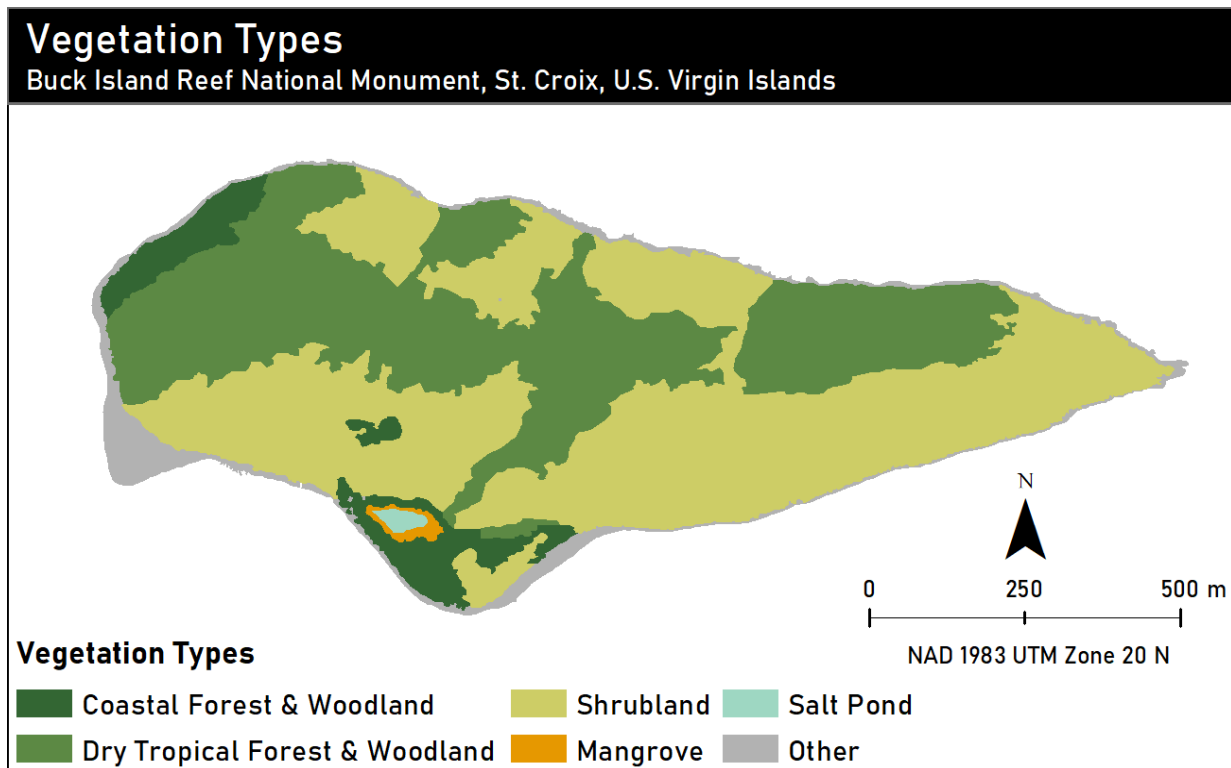 Vegetation Types
Buck Island Reef National Monument, St. Croix, U.S. Virgin Islands
N
0 250 500 m
NAD 1983 UTM Zone 20 N
Vegetation Types
Coastal Forest & Woodland
Shrubland
Salt Pond
Dry Tropical Forest & Woodland
Mangrove
Other